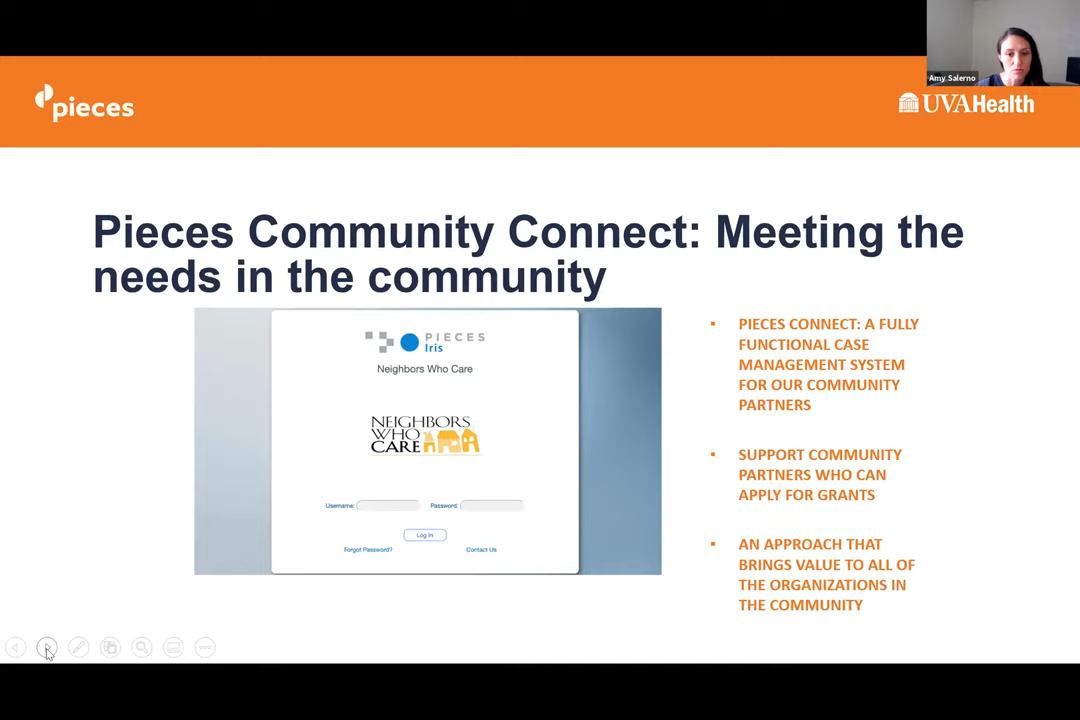 Amy Salerno
pieces
UVAHealth
Pieces Community Connect: Meeting the
needs in the community
PIECES
Iris
Neighbors Who Care
NEIGHBORS
WHO
CARE
Username:
Password:
Log In
Forgot Password?
Contact Us
▪ PIECES CONNECT: A FULLY
FUNCTIONAL CASE
MANAGEMENT SYSTEM
FOR OUR COMMUNITY
PARTNERS
▪ SUPPORT COMMUNITY
PARTNERS WHO CAN
APPLY FOR GRANTS
▪ AN APPROACH THAT
BRINGS VALUE TO ALL OF
THE ORGANIZATIONS IN
THE COMMUNITY